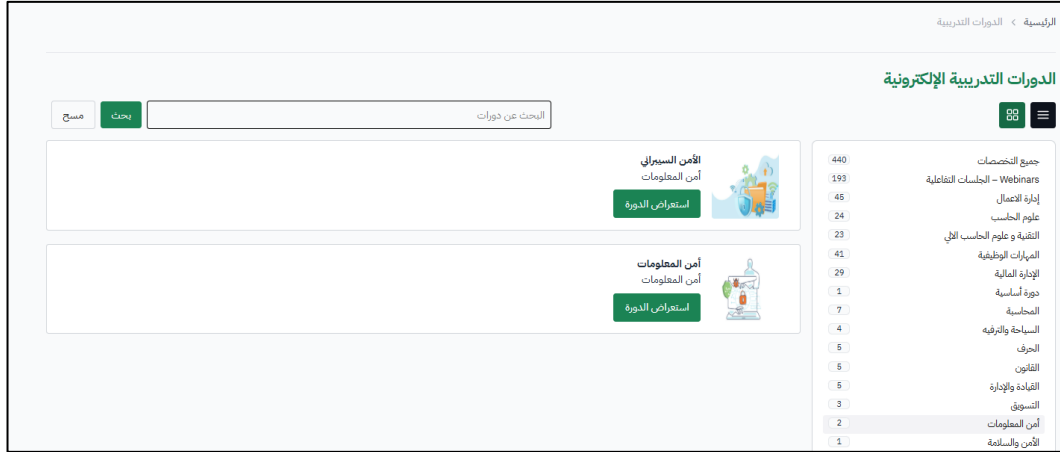 الرئيسية > الدورات التدريبية
الدورات التدريبية الإلكترونية
البحث عن دورات
بحث
مسح
جميع التخصصات 440
Webinars – الجلسات التفاعلية 193
إدارة الاعمال 45
علوم الحاسب 24
التقنية و علوم الحاسب الالي 23
المهارات الوظيفية 41
الإدارة المالية 29
دورة أساسية 1
المحاسبة 7
السياحة والترفيه 4
الحرف 5
القانون 5
القيادة والإدارة 5
التسويق 3
أمن المعلومات 2
الأمن والسلامة 1
الأمن السيبراني
أمن المعلومات
استعراض الدورة
أمن المعلومات
أمن المعلومات
استعراض الدورة